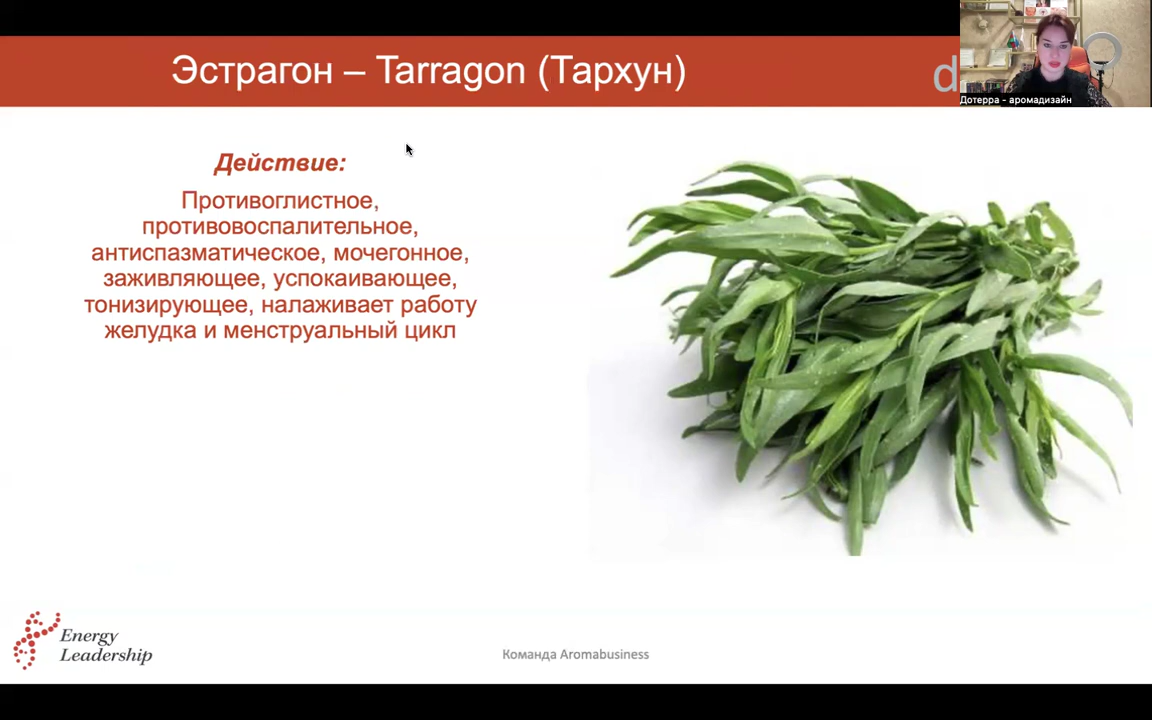 Эстрагон – Tarragon (Тархун)
d
Дотерра - аромадизайн
Действие:
Противоглистное,
противовоспалительное,
антиспазматическое, мочегонное,
заживляющее, успокаивающее,
тонизирующее, налаживает работу
желудка и менструальный цикл
Energy
Leadership
Команда Aromabusiness